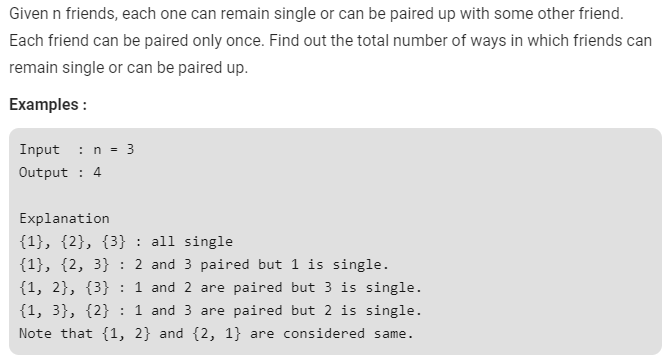 Given n friends, each one can remain single or can be paired up with some other friend.
Each friend can be paired only once. Find out the total number of ways in which friends can
remain single or can be paired up.
Examples :
Input  : n = 3
Output : 4
Explanation
{1}, {2}, {3} : all single
{1}, {2, 3} : 2 and 3 paired but 1 is single.
{1, 2}, {3} : 1 and 2 are paired but 3 is single.
{1, 3}, {2} : 1 and 3 are paired but 2 is single.
Note that {1, 2} and {2, 1} are considered same.